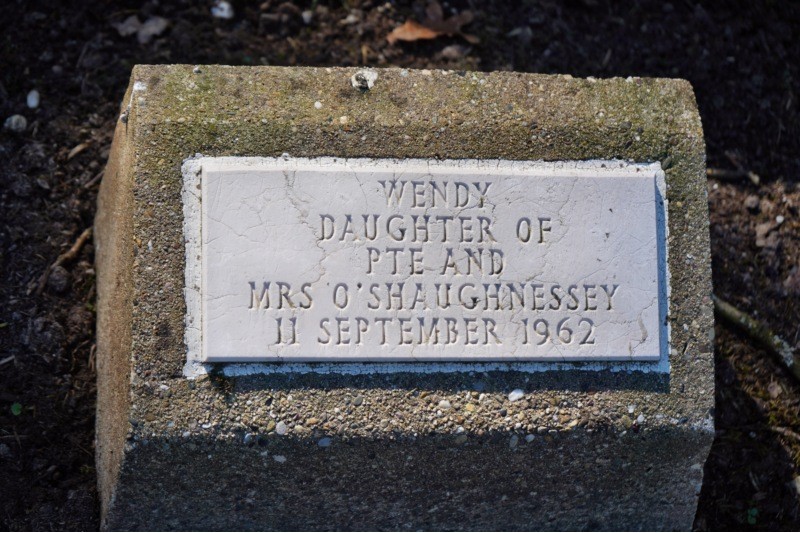 WENDY
DAUGHTER OF
PTE AND
MRS O'SHAUGHNESSEY
11 SEPTEMBER 1962